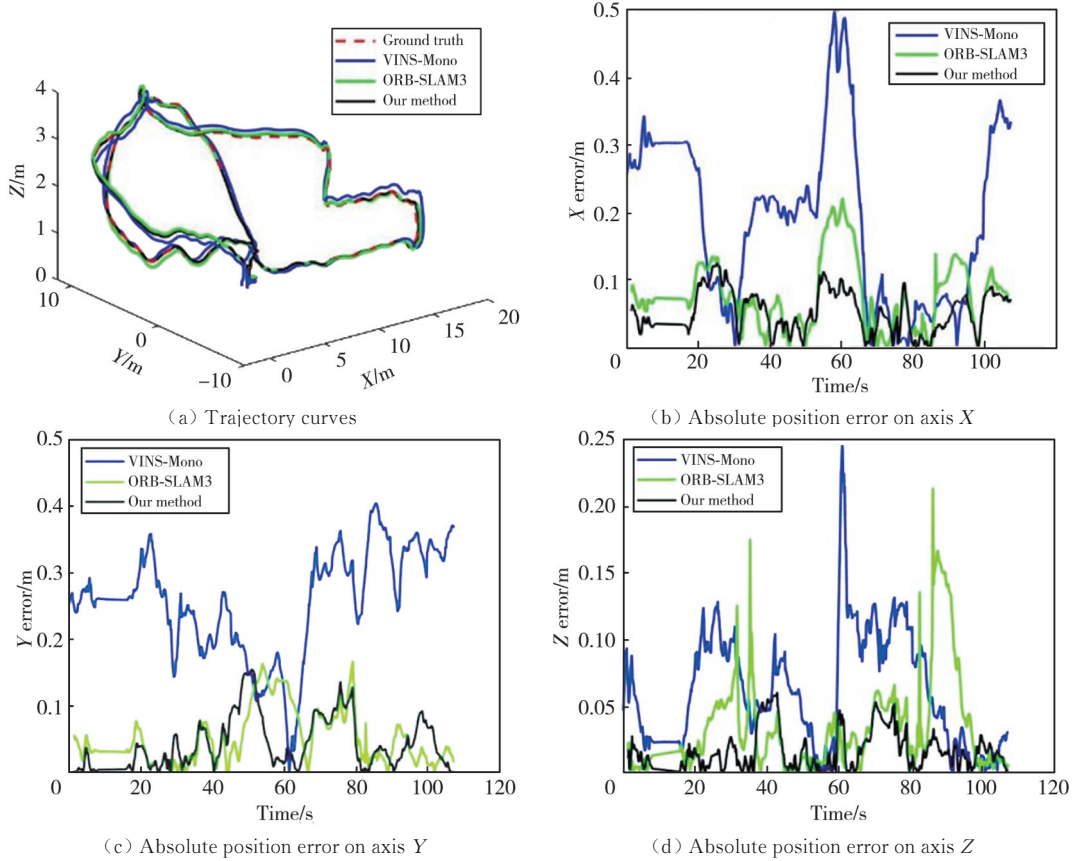 Ground truth
VINS-Mono
ORB-SLAM3
Our method
4
3
2
1
0
Z/m
10
0
−10
Y/m
0
5
10
15
20
X/m
(a) Trajectory curves
0.5
0.4
0.3
0.2
0.1
0
20
40
60
80
100
X error/m
Time/s
VINS-Mono
ORB-SLAM3
Our method
(b) Absolute position error on axis X
0.5
0.4
0.3
0.2
0.1
0
20
40
60
80
100
120
Y error/m
Time/s
VINS-Mono
ORB-SLAM3
Our method
(c) Absolute position error on axis Y
0.25
0.20
0.15
0.10
0.05
0
20
40
60
80
100
120
Z error/m
Time/s
VINS-Mono
ORB-SLAM3
Our method
(d) Absolute position error on axis Z